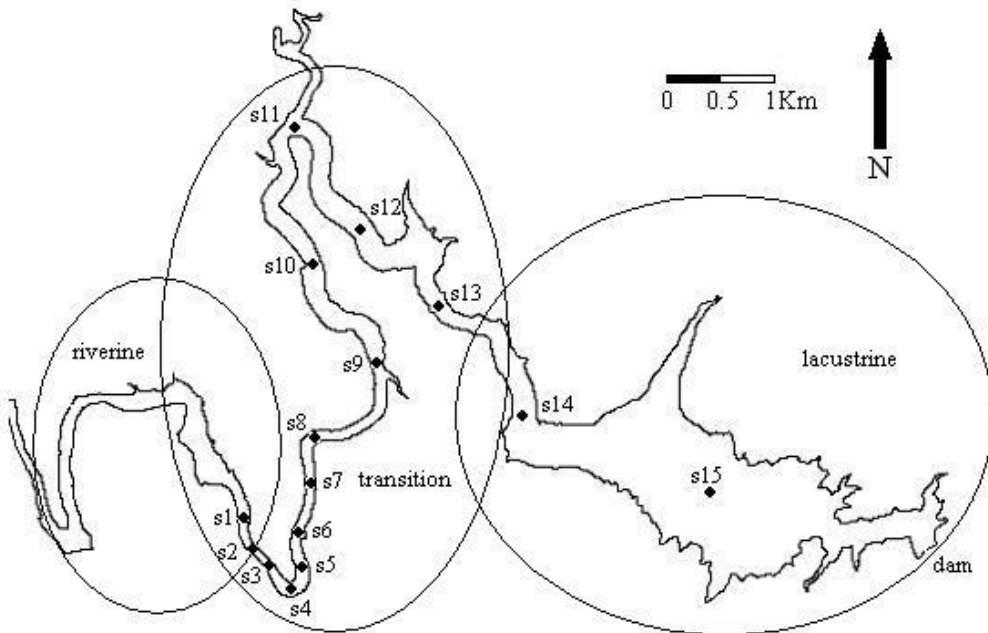 s11
0 0.5 1Km
N
s12
s10
s13
riverine
lacustrine
s9
s14
s8
s7
transition
s15
s1
s6
s2
s3
s5
dam
s4